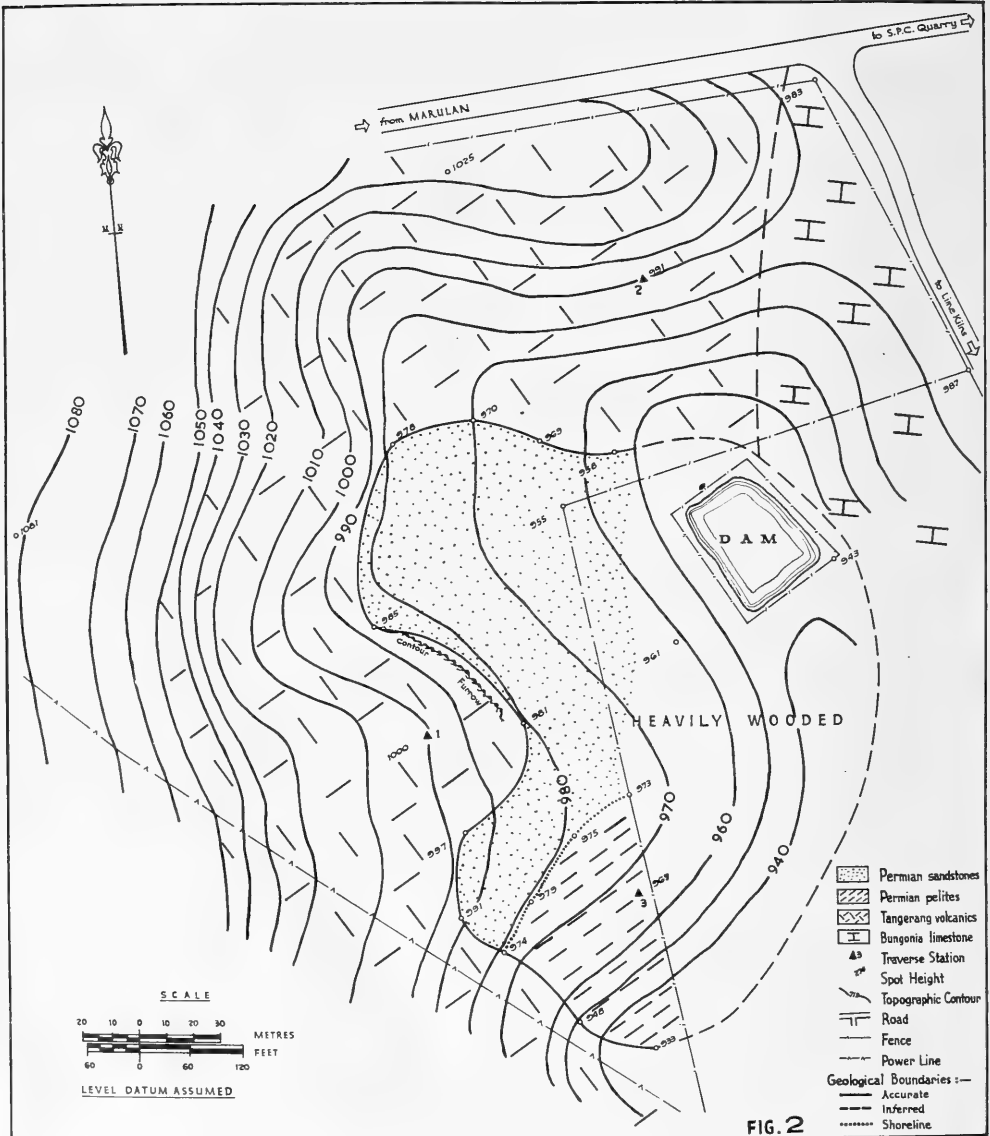 to S.P.C. Quarry
from MARULAN
983
1025
991
2
to Lime Kilns
987
1080
1070
1060
1050
1040
1030
1020
1010
1000
990
970
978
969
956
955
DAM
943
1081
985
Contour
Furrow
961
981
HEAVILY WOODED
1
1000
980
973
970
975
960
997
940
979
969
3
991
974
948
933
Permian sandstones
Permian pelites
Tangerang volcanics
Bungonia limestone
3 Traverse Station
Spot Height
Topographic Contour
Road
Fence
Power Line
Geological Boundaries :—
Accurate
Inferred
Shoreline
SCALE
20 10 0 10 20 30 METRES
60 0 60 120 FEET
LEVEL DATUM ASSUMED
FIG. 2